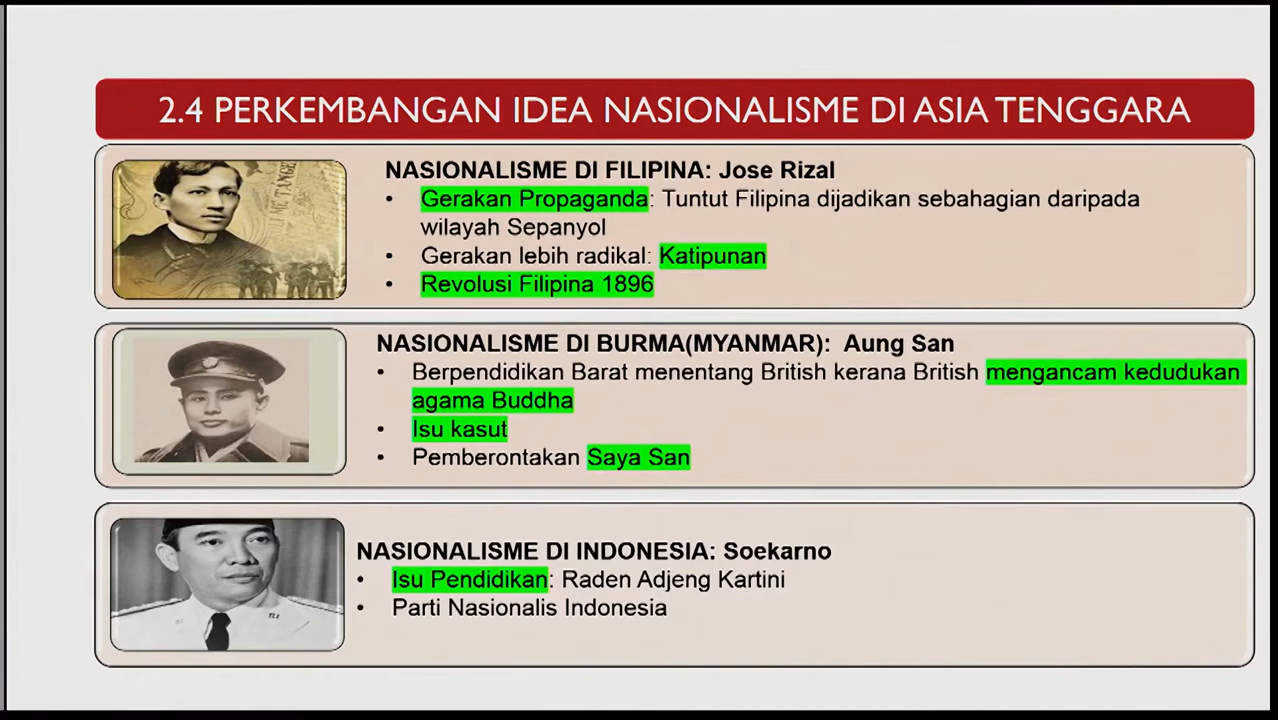 2.4 PERKEMBANGAN IDEA NASIONALISME DI ASIA TENGGARA
NASIONALISME DI FILIPINA: Jose Rizal
• Gerakan Propaganda: Tuntut Filipina dijadikan sebahagian daripada
wilayah Sepanyol
• Gerakan lebih radikal: Katipunan
• Revolusi Filipina 1896
NASIONALISME DI BURMA(MYANMAR): Aung San
• Berpendidikan Barat menentang British kerana British mengancam kedudukan
agama Buddha
• Isu kasut
• Pemberontakan Saya San
NASIONALISME DI INDONESIA: Soekarno
• Isu Pendidikan: Raden Adjeng Kartini
• Parti Nasionalis Indonesia